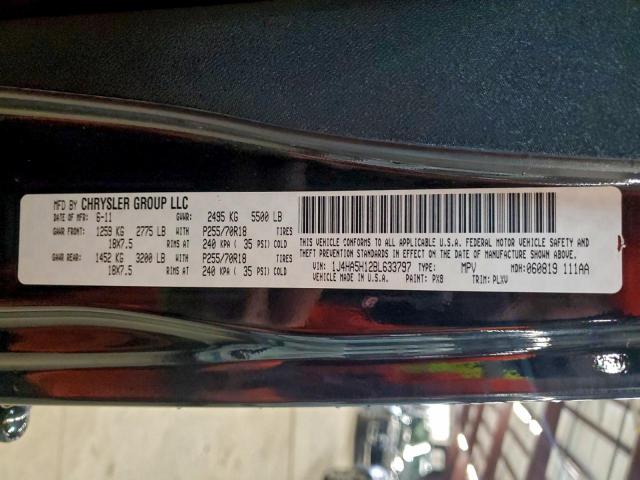 MFD BY CHRYSLER GROUP LLC
DATE OF MFR: 6-11 GVWR: 2495 KG 5500 LB
GAWR FRONT: 1259 KG 2775 LB WITH P255/70R18 TIRES
18X7.5 RIMS AT 240 KPA ( 35 PSI) COLD
GAWR REAR: 1452 KG 3200 LB WITH P255/70R18 TIRES
18X7.5 RIMS AT 240 KPA ( 35 PSI) COLD
THIS VEHICLE CONFORMS TO ALL APPLICABLE U.S.A. FEDERAL MOTOR VEHICLE SAFETY,
THEFT PREVENTION STANDARDS IN EFFECT ON THE DATE OF MANUFACTURE SHOWN ABOVE.
VIN: 1J4HA5H12BL633797 TYPE: MPV MDH: 060819 111AA
VEHICLE MADE IN U.S.A. PAINT: PX8 TRIM: PLXV